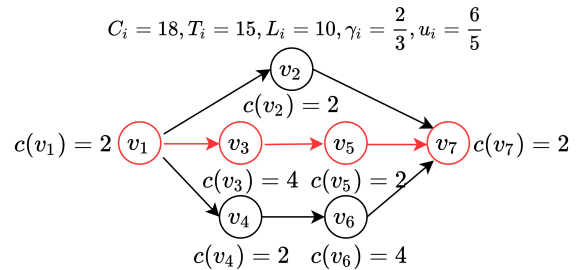 C_i = 18, T_i = 15, L_i = 10, γ_i = 2/3, u_i = 6/5
v_2
c(v_2) = 2
c(v_1) = 2 v_1 v_3 v_5 v_7 c(v_7) = 2
c(v_3) = 4 c(v_5) = 2
v_4 v_6
c(v_4) = 2 c(v_6) = 4